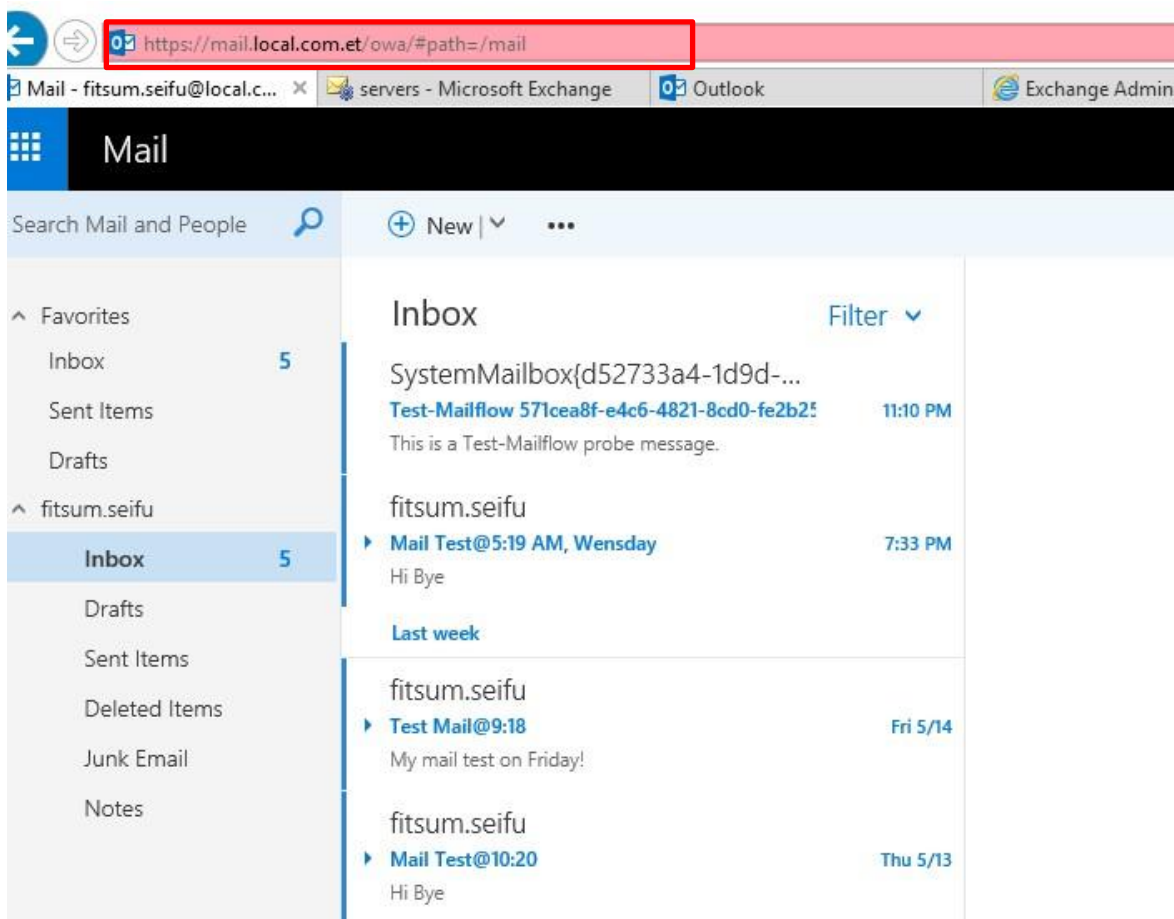 https://mail.local.com.et/owa/#path=/mail
Mail - fitsum.seifu@local.c... servers - Microsoft Exchange Outlook Exchange Admin
Mail
Search Mail and People
New
Favorites
Inbox 5
Sent Items
Drafts
fitsum.seifu
Inbox 5
Drafts
Sent Items
Deleted Items
Junk Email
Notes
Inbox Filter
SystemMailbox{d52733a4-1d9d-...
Test-Mailflow 571cea8f-e4c6-4821-8cd0-fe2b25 11:10 PM
This is a Test-Mailflow probe message.
fitsum.seifu
Mail Test@5:19 AM, Wensday 7:33 PM
Hi Bye
Last week
fitsum.seifu
Test Mail@9:18 Fri 5/14
My mail test on Friday!
fitsum.seifu
Mail Test@10:20 Thu 5/13
Hi Bye